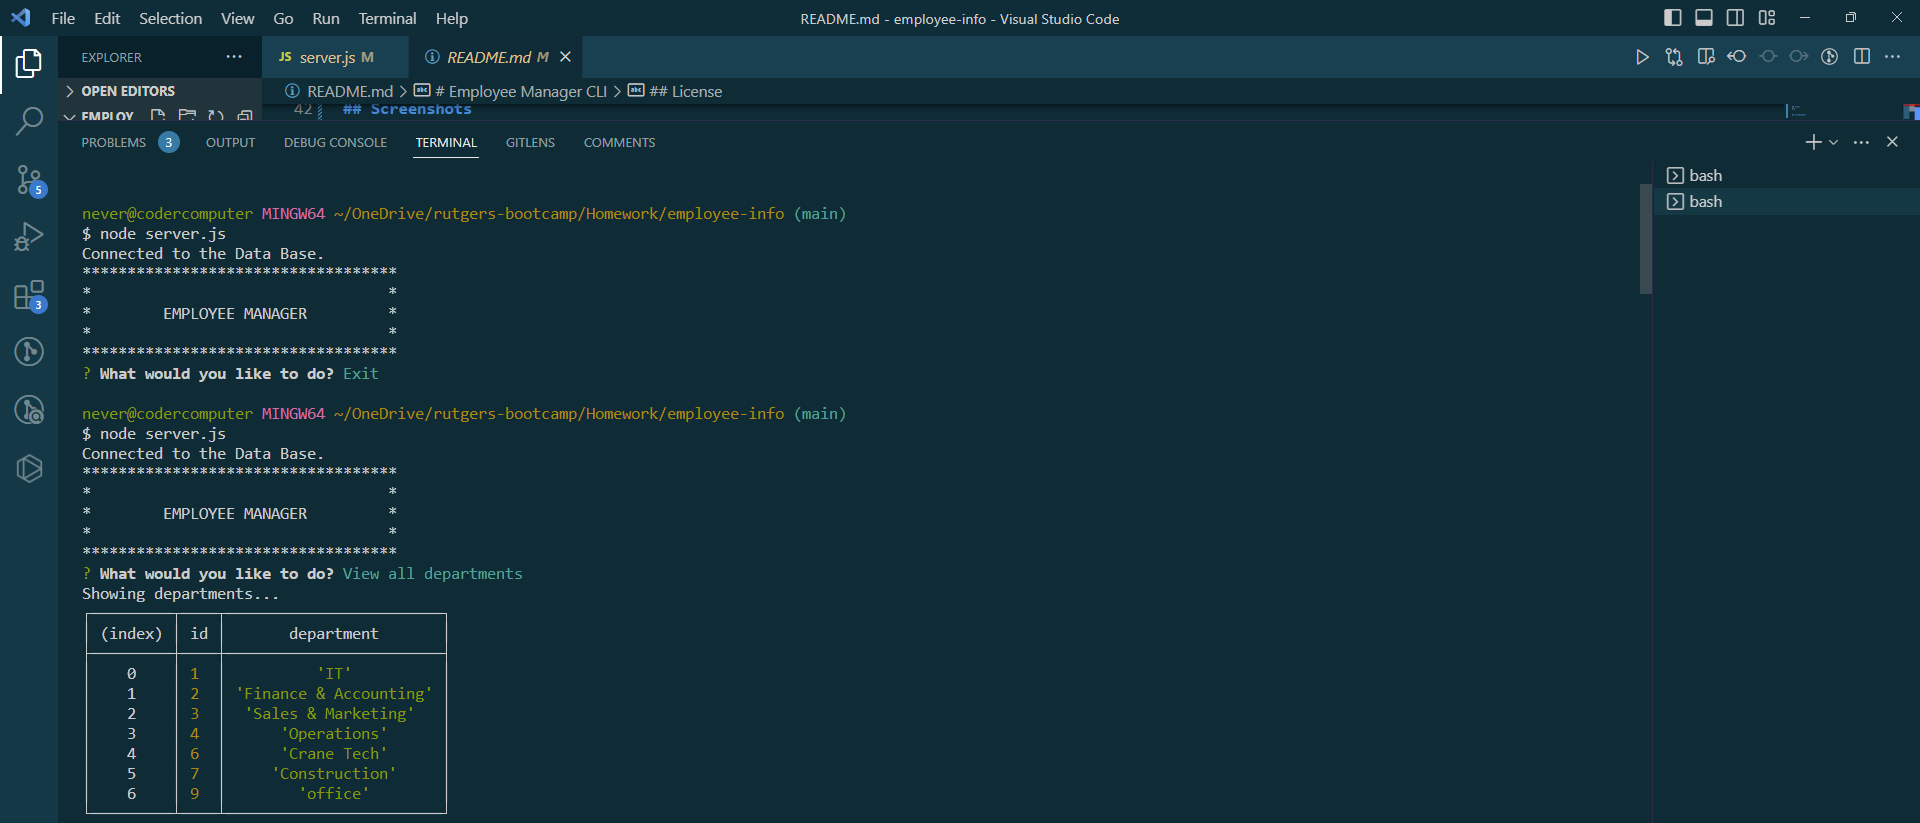 File Edit Selection View Go Run Terminal Help
README.md - employee-info - Visual Studio Code
EXPLORER
JS server.js M
README.md M
OPEN EDITORS
README.md > # Employee Manager CLI > ## License
EMPLOY
42 ## Screenshots
PROBLEMS 3 OUTPUT DEBUG CONSOLE TERMINAL GITLENS COMMENTS
bash
bash
5
3
never@codercomputer MINGW64 ~/OneDrive/rutgers-bootcamp/Homework/employee-info (main)
$ node server.js
Connected to the Data Base.
***********************************
*                                 *
*        EMPLOYEE MANAGER         *
*                                 *
***********************************
? What would you like to do? Exit
never@codercomputer MINGW64 ~/OneDrive/rutgers-bootcamp/Homework/employee-info (main)
$ node server.js
Connected to the Data Base.
***********************************
*                                 *
*        EMPLOYEE MANAGER         *
*                                 *
***********************************
? What would you like to do? View all departments
Showing departments...
(index) id department
0 1 'IT'
1 2 'Finance & Accounting'
2 3 'Sales & Marketing'
3 4 'Operations'
4 6 'Crane Tech'
5 7 'Construction'
6 9 'office'